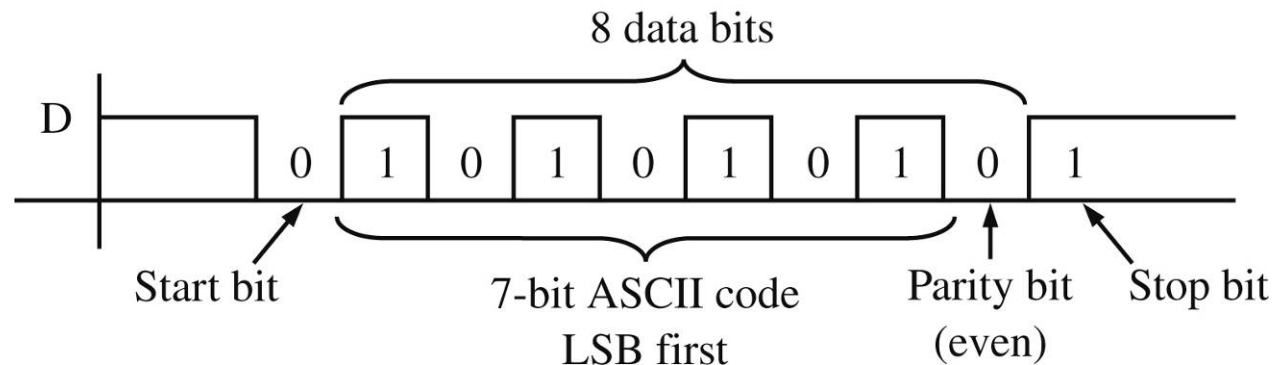 8 data bits
D
0 1 0 1 0 1 0 1 0 1
Start bit
7-bit ASCII code
LSB first
Parity bit
(even)
Stop bit